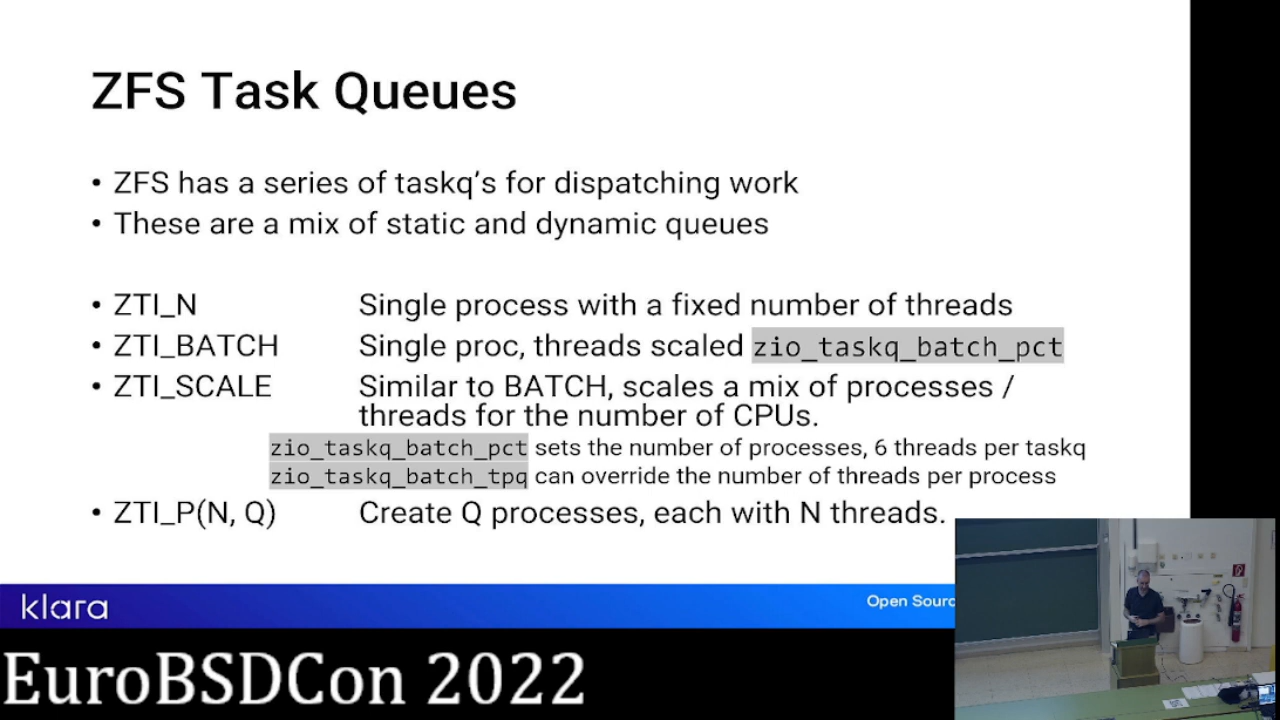 ZFS Task Queues
• ZFS has a series of taskq's for dispatching work
• These are a mix of static and dynamic queues
• ZTI_N Single process with a fixed number of threads
• ZTI_BATCH Single proc, threads scaled zio_taskq_batch_pct
• ZTI_SCALE Similar to BATCH, scales a mix of processes /
threads for the number of CPUs.
zio_taskq_batch_pct sets the number of processes, 6 threads per taskq
zio_taskq_batch_tpq can override the number of threads per process
• ZTI_P(N, Q) Create Q processes, each with N threads.
klara
Open Sourc
EuroBSDCon 2022